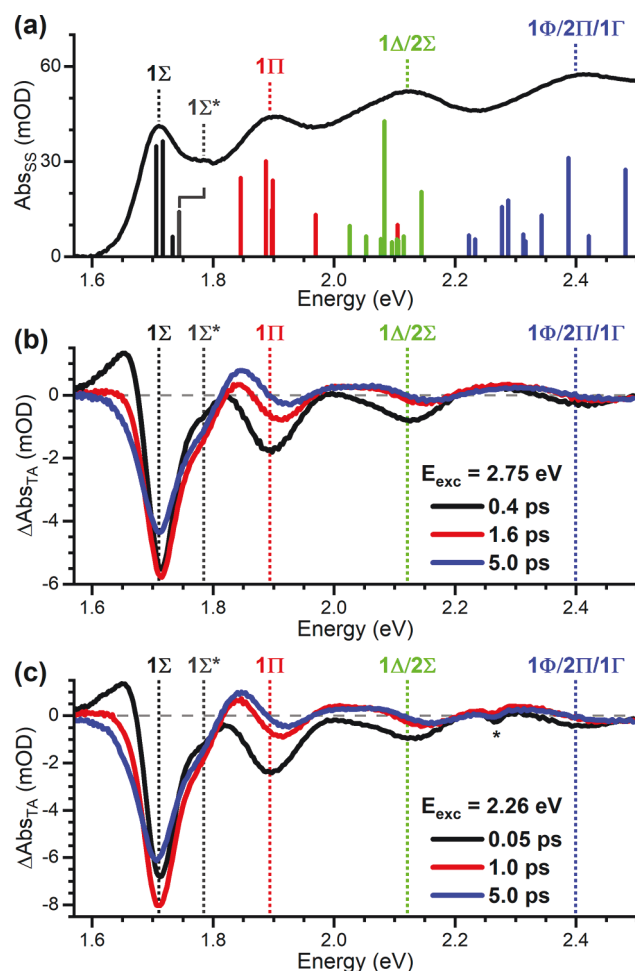 (a)
1Σ
1Σ*
1Π
1Δ/2Σ
1Φ/2Π/1Γ
Abs_SS (mOD)
60
30
0
1.6
1.8
2.0
2.2
2.4
Energy (eV)
(b)
1Σ
1Σ*
1Π
1Δ/2Σ
1Φ/2Π/1Γ
ΔAbs_TA (mOD)
0
-2
-4
-6
E_exc = 2.75 eV
0.4 ps
1.6 ps
5.0 ps
1.6
1.8
2.0
2.2
2.4
Energy (eV)
(c)
1Σ
1Σ*
1Π
1Δ/2Σ
1Φ/2Π/1Γ
ΔAbs_TA (mOD)
0
-2
-4
-6
-8
*
E_exc = 2.26 eV
0.05 ps
1.0 ps
5.0 ps
1.6
1.8
2.0
2.2
2.4
Energy (eV)